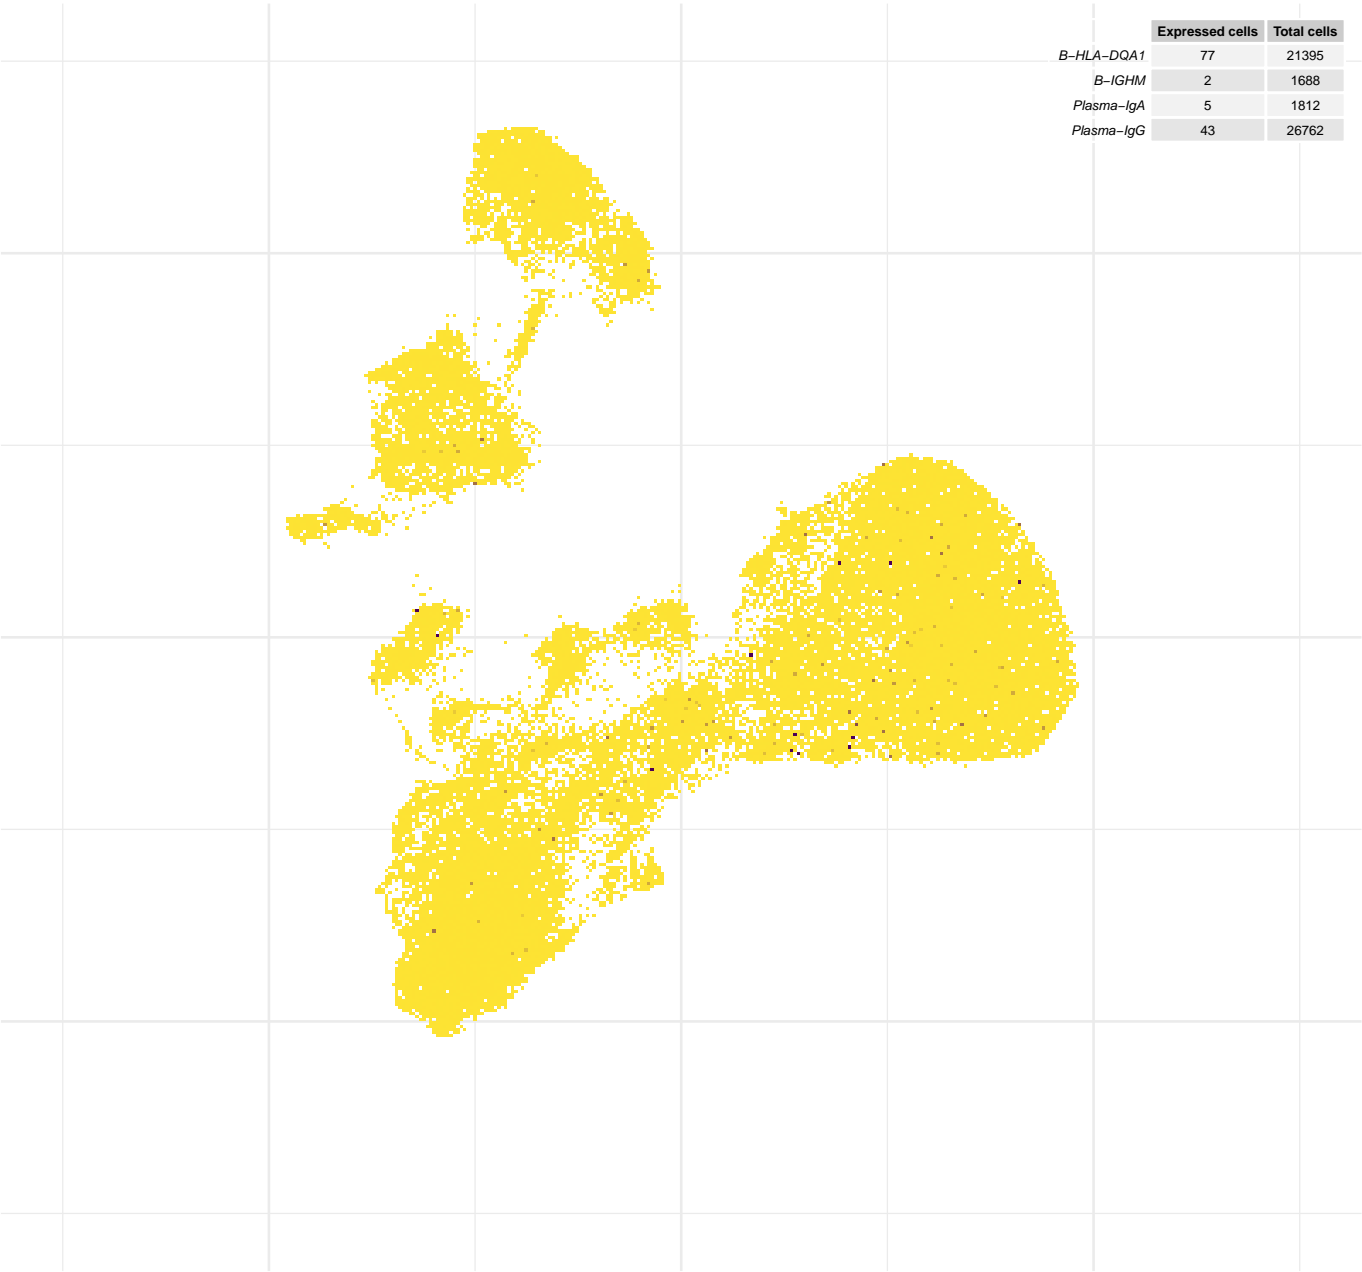 Expressed cells Total cells
B−HLA−DQA1 77 21395
B−IGHM 2 1688
Plasma−IgA 5 1812
Plasma−IgG 43 26762